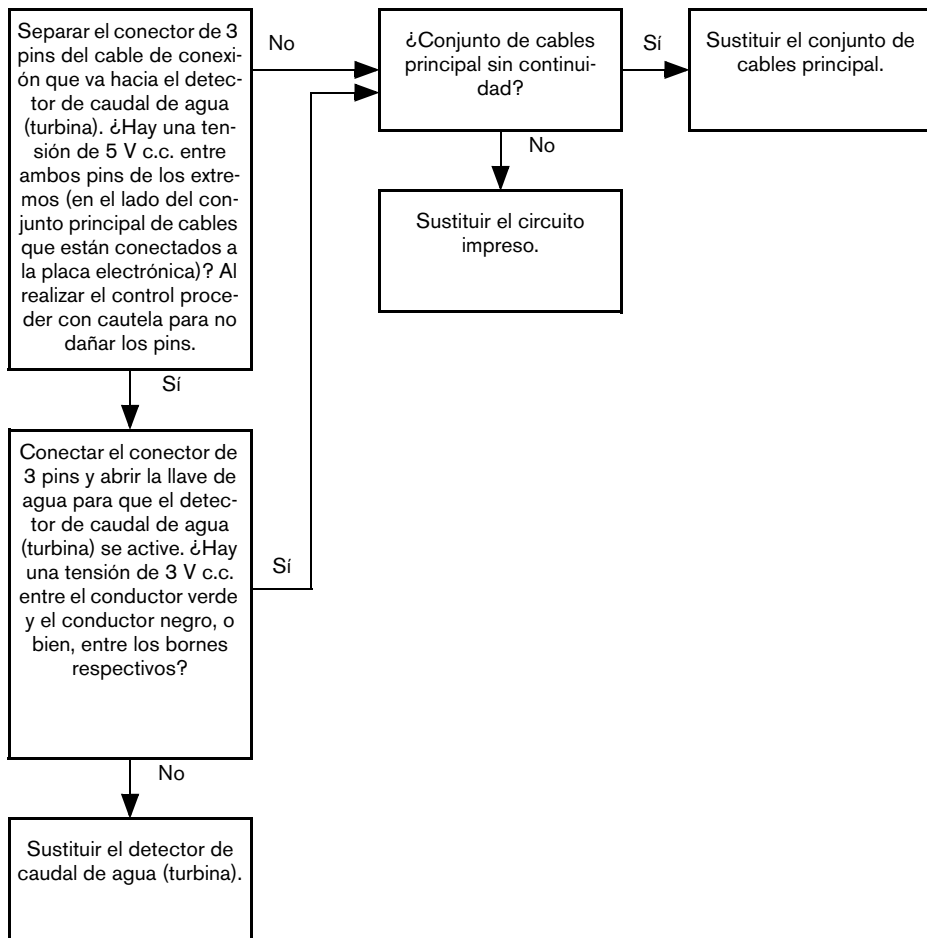 Separar el conector de 3
pins del cable de conexi-
ón que va hacia el detec-
tor de caudal de agua
(turbina). ¿Hay una ten-
sión de 5 V c.c. entre
ambos pins de los extre-
mos (en el lado del con-
junto principal de cables
que están conectados a
la placa electrónica)? Al
realizar el control proce-
der con cautela para no
dañar los pins.
No
¿Conjunto de cables
principal sin continui-
dad?
Sí
Sustituir el conjunto de
cables principal.
No
Sustituir el circuito
impreso.
Sí
Conectar el conector de
3 pins y abrir la llave de
agua para que el detec-
tor de caudal de agua
(turbina) se active. ¿Hay
una tensión de 3 V c.c.
entre el conductor verde
y el conductor negro, o
bien, entre los bornes
respectivos?
Sí
No
Sustituir el detector de
caudal de agua (turbina).